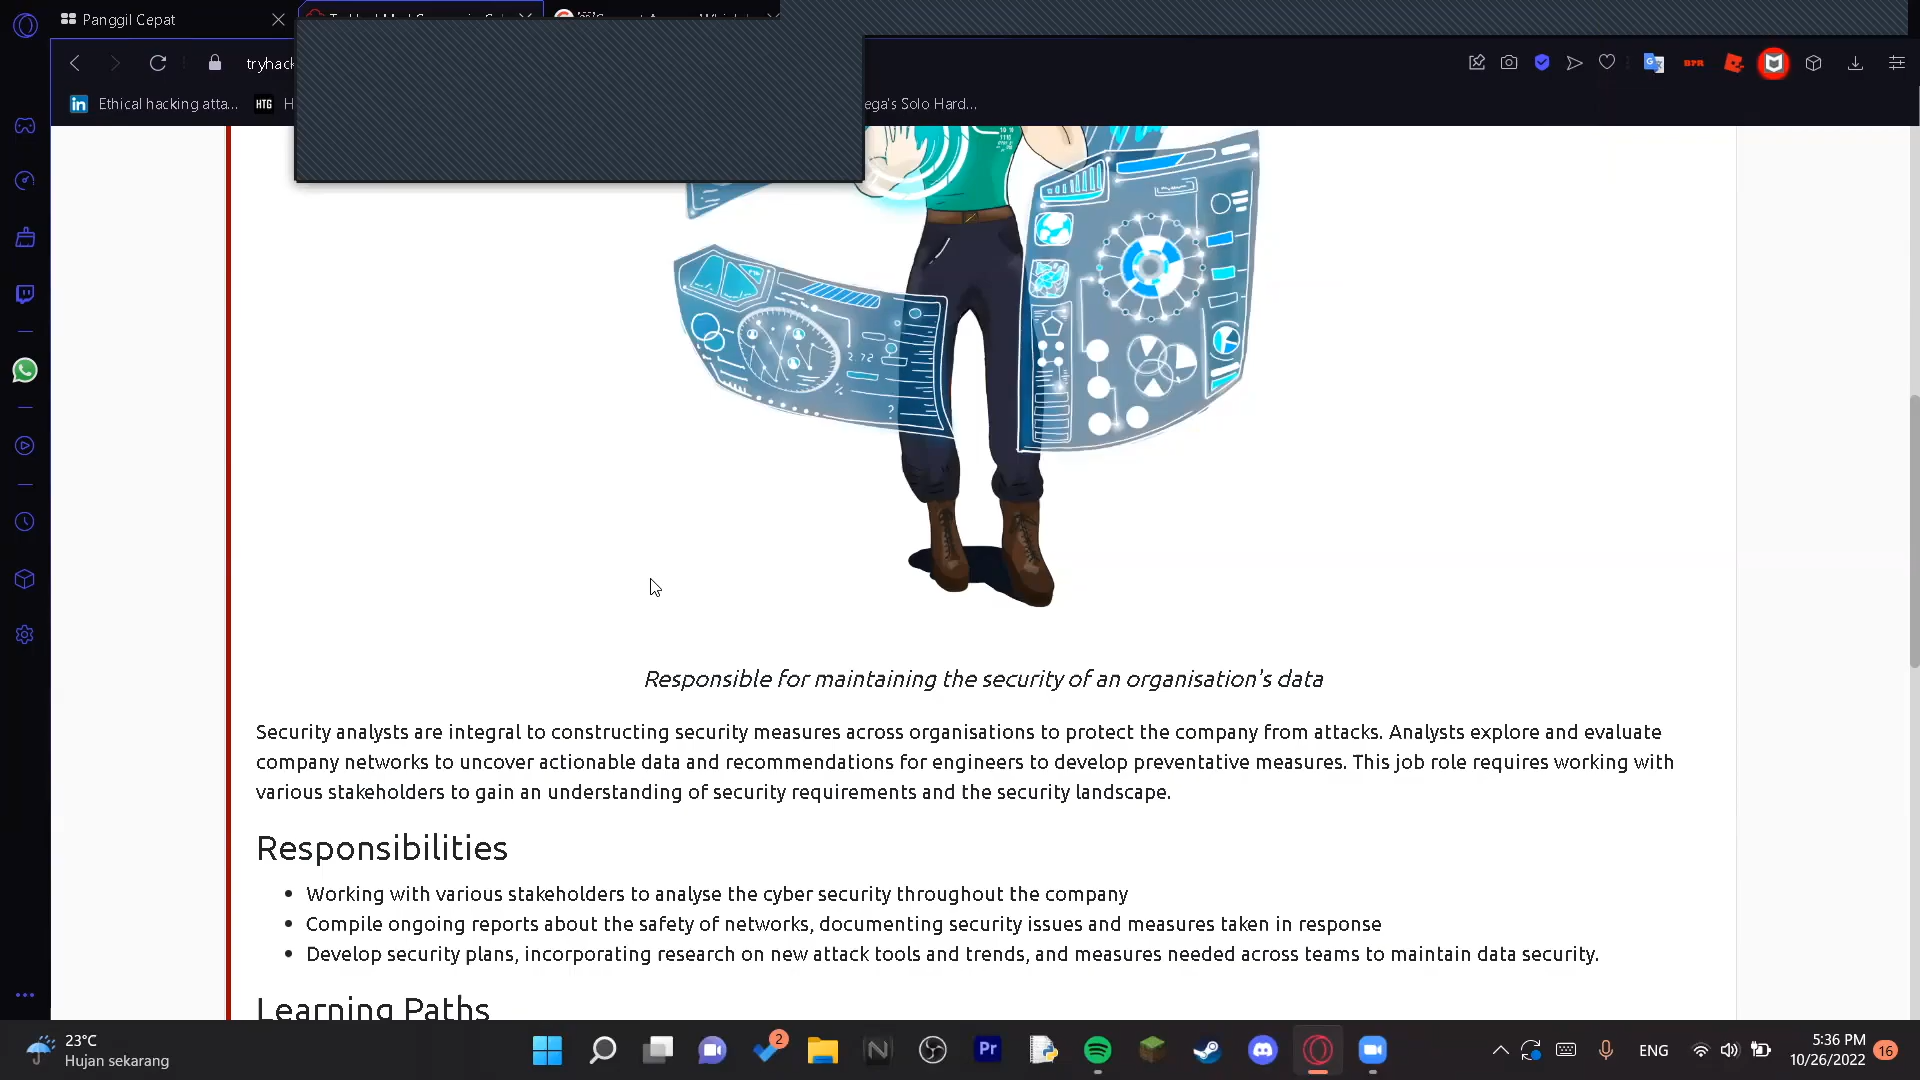 Panggil Cepat
tryhack
Ethical hacking atta...
HTG H
ega's Solo Hard...
BPR
2.72
%
?
Responsible for maintaining the security of an organisation's data
Security analysts are integral to constructing security measures across organisations to protect the company from attacks. Analysts explore and evaluate
company networks to uncover actionable data and recommendations for engineers to develop preventative measures. This job role requires working with
various stakeholders to gain an understanding of security requirements and the security landscape.
Responsibilities
• Working with various stakeholders to analyse the cyber security throughout the company
• Compile ongoing reports about the safety of networks, documenting security issues and measures taken in response
• Develop security plans, incorporating research on new attack tools and trends, and measures needed across teams to maintain data security.
Learning Paths
23°C
Hujan sekarang
2
Pr
ENG
5:36 PM
10/26/2022
16